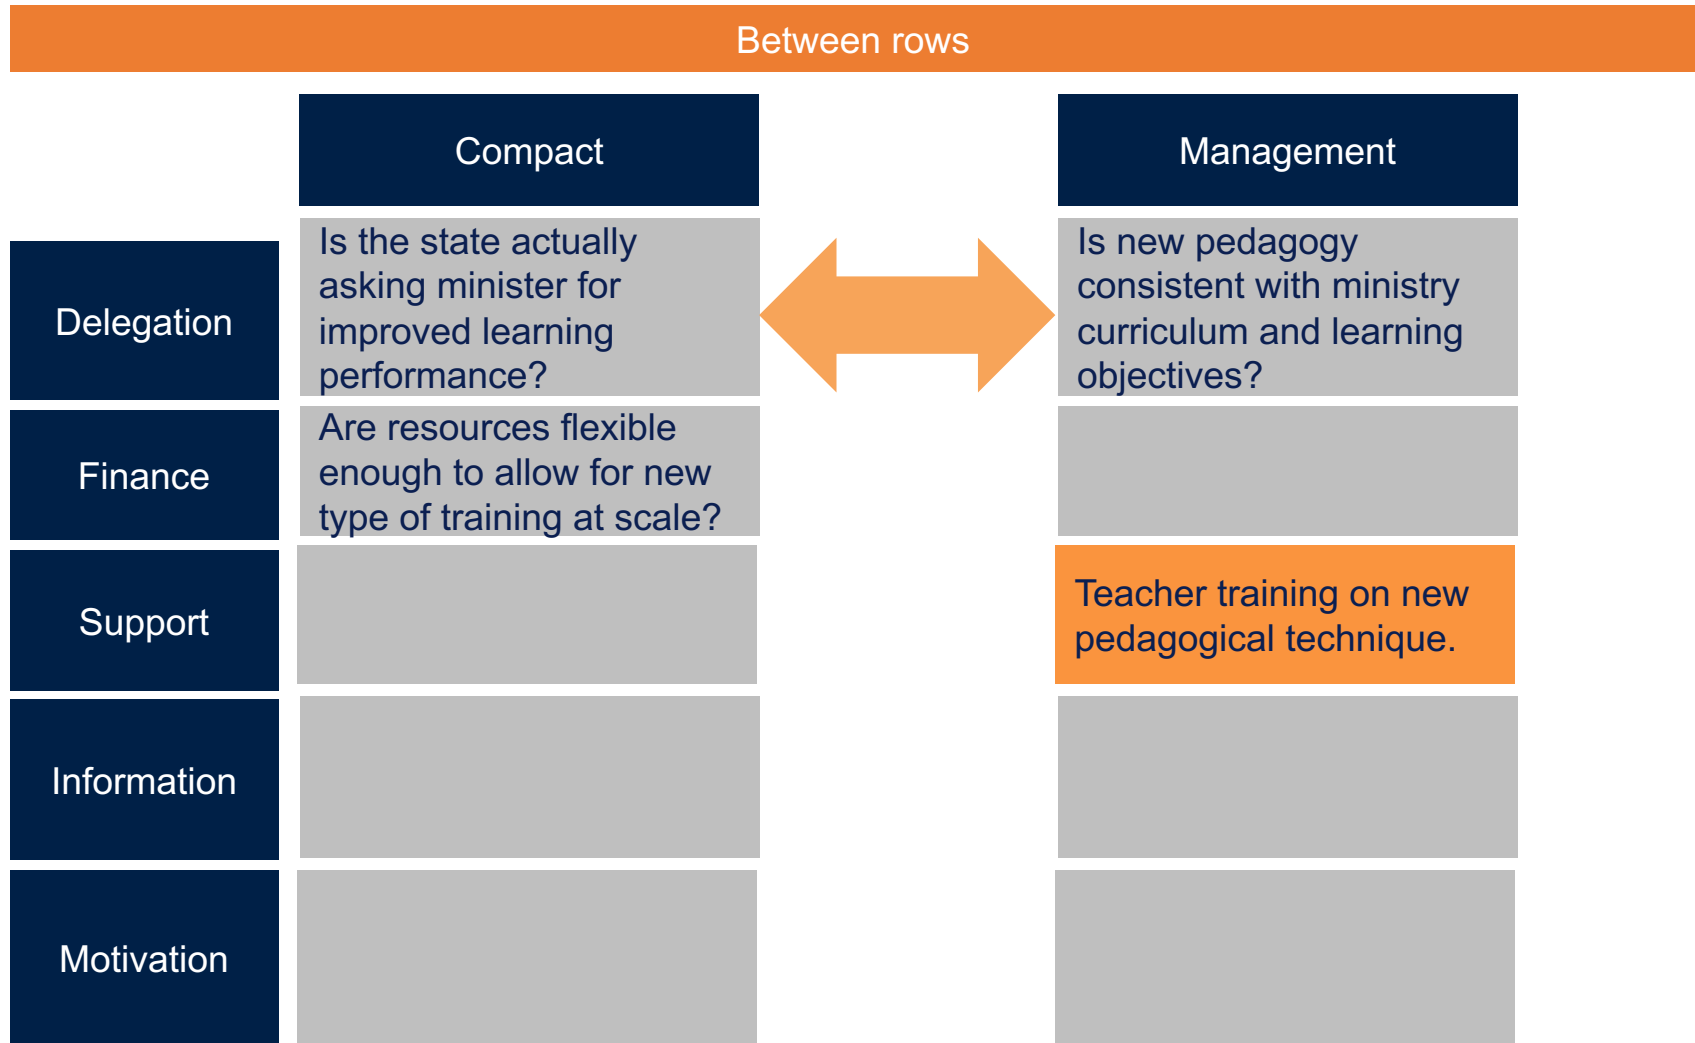 Between rows
Compact
Management
Delegation
Is the state actually
asking minister for
improved learning
performance?
Is new pedagogy
consistent with ministry
curriculum and learning
objectives?
Finance
Are resources flexible
enough to allow for new
type of training at scale?
Support
Teacher training on new
pedagogical technique.
Information
Motivation